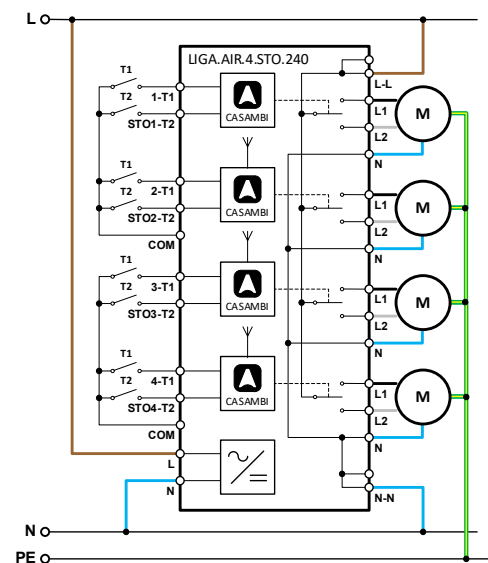 L
LIGA.AIR.4.STO.240
T1
T2
1-T1
STO1-T2
CASAMBI
L-L
L1
L2
N
M
T1
T2
2-T1
STO2-T2
COM
CASAMBI
L1
L2
N
M
T1
T2
3-T1
STO3-T2
CASAMBI
L1
L2
N
M
T1
T2
4-T1
STO4-T2
COM
CASAMBI
L1
L2
N
M
L
N
N-N
N
PE